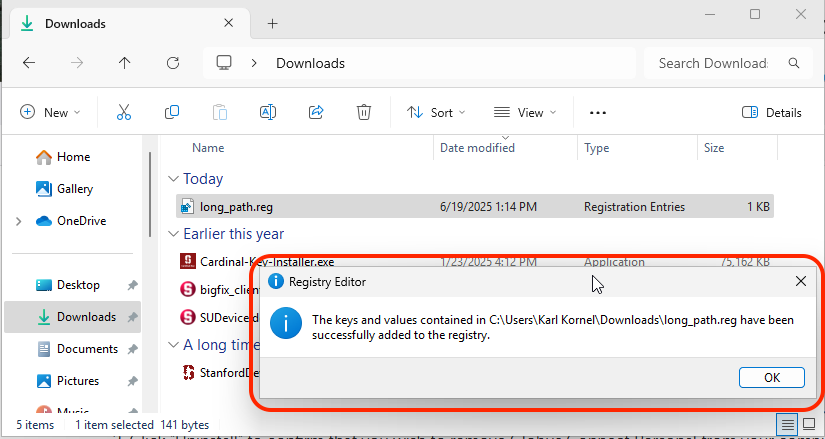 Downloads
Downloads
Search Downloads
New
Sort
View
Details
Name
Date modified
Type
Size
Home
Gallery
OneDrive
Desktop
Downloads
Documents
Pictures
Music
Today
long_path.reg 6/19/2025 1:14 PM Registration Entries 1 KB
Earlier this year
Cardinal-Key-Installer.exe 1/23/2025 4:12 PM Application 75,162 KB
bigfix_clien
SUDevice.d
A long time
StanfordDe
Registry Editor
The keys and values contained in C:\Users\Karl Kornel\Downloads\long_path.reg have been
successfully added to the registry.
OK
5 items 1 item selected 141 bytes